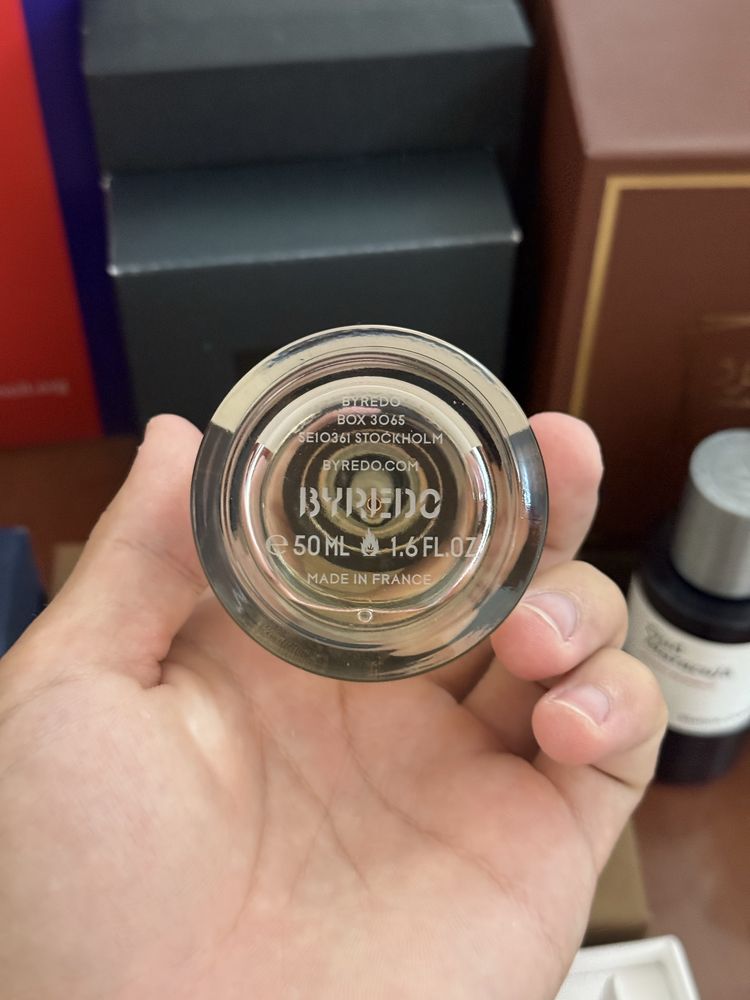 BYREDO
BOX 3065
SE10361 STOCKHOLM
BYREDO.COM
BYREDO
℮ 50 ML 1.6 FL.OZ
MADE IN FRANCE